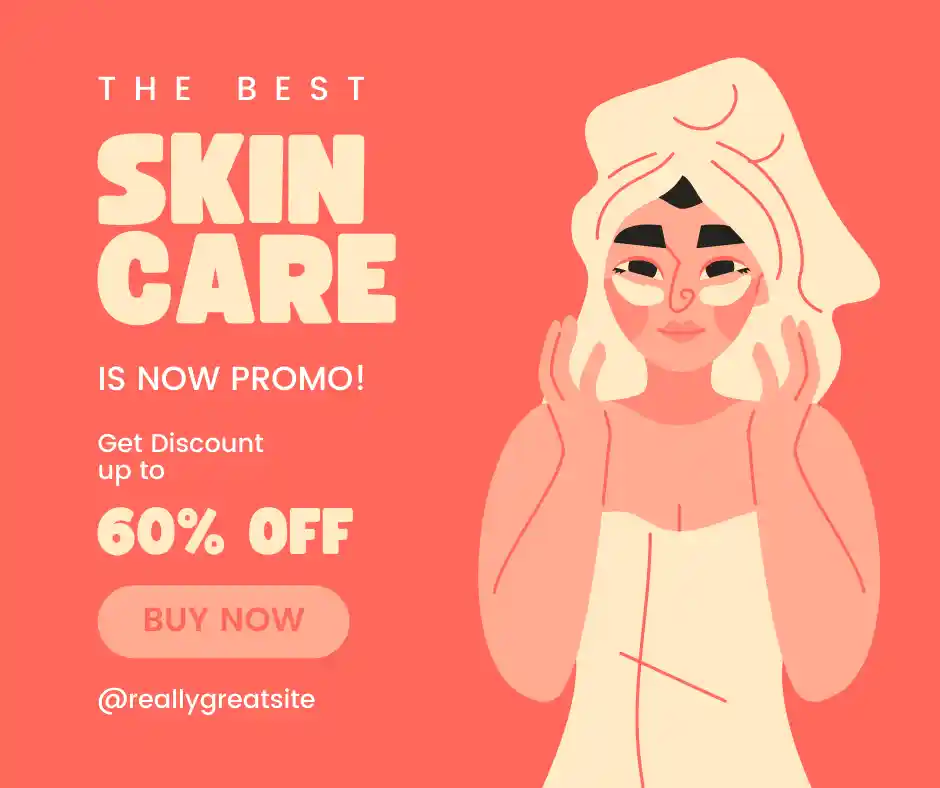 THE BEST
SKIN
CARE
IS NOW PROMO!
Get Discount
up to
60% OFF
BUY NOW
@reallygreatsite